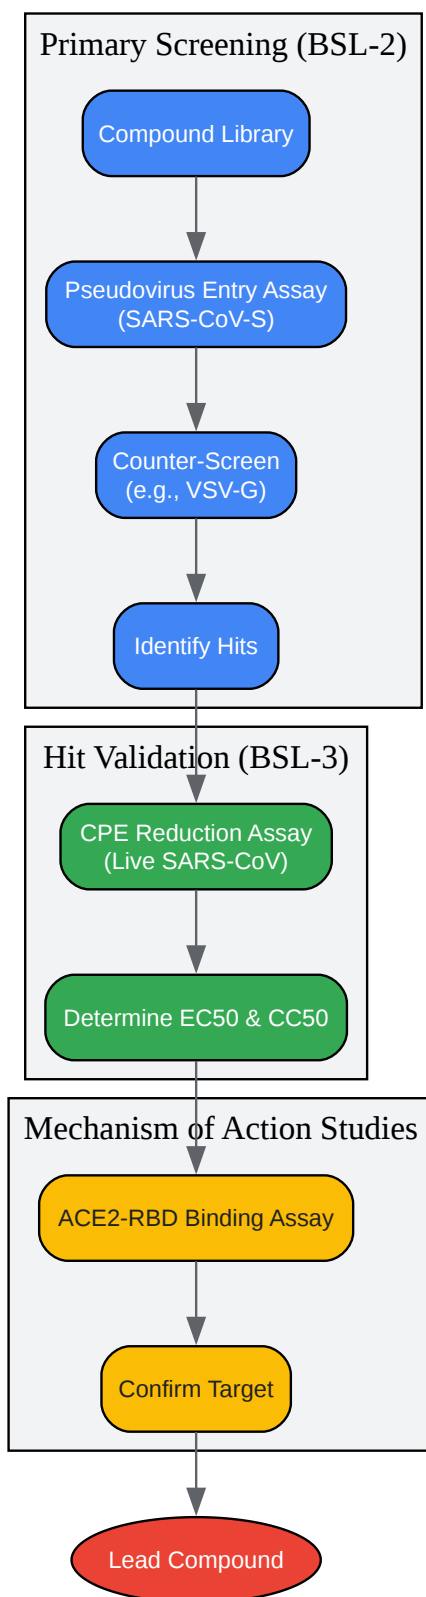 Primary Screening (BSL-2)
Compound Library
Pseudovirus Entry Assay
(SARS-CoV-S)
Counter-Screen
(e.g., VSV-G)
Identify Hits
Hit Validation (BSL-3)
CPE Reduction Assay
(Live SARS-CoV)
Determine EC50 & CC50
Mechanism of Action Studies
ACE2-RBD Binding Assay
Confirm Target
Lead Compound